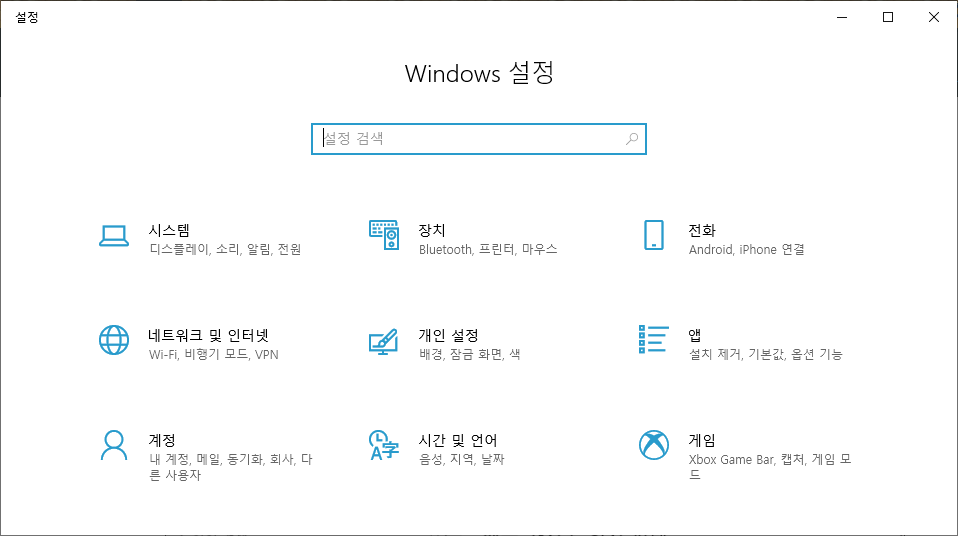 설정
Windows 설정
설정 검색
시스템
디스플레이, 소리, 알림, 전원
장치
Bluetooth, 프린터, 마우스
전화
Android, iPhone 연결
네트워크 및 인터넷
Wi-Fi, 비행기 모드, VPN
개인 설정
배경, 잠금 화면, 색
앱
설치 제거, 기본값, 옵션 기능
계정
내 계정, 메일, 동기화, 회사, 다
른 사용자
시간 및 언어
음성, 지역, 날짜
게임
Xbox Game Bar, 캡처, 게임 모
드